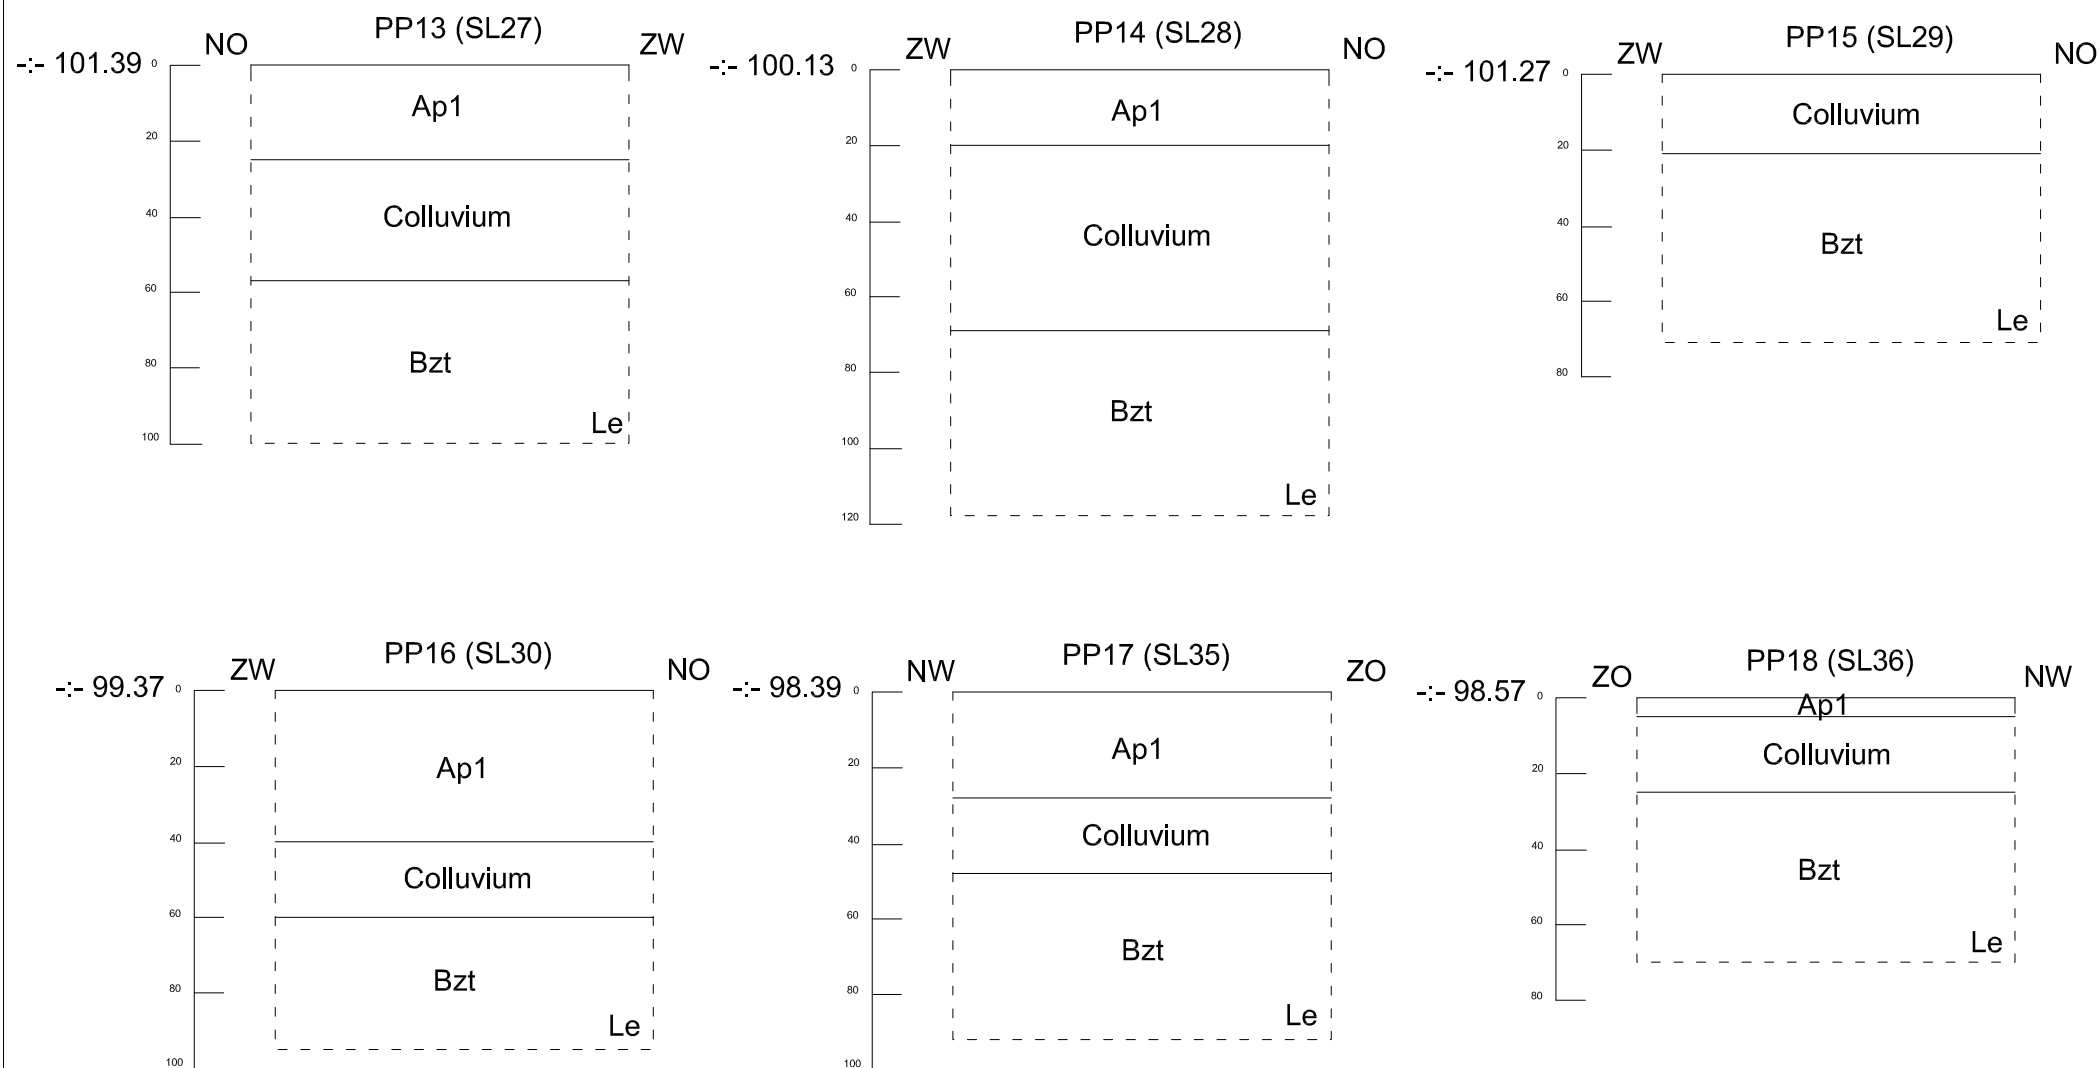 PP13 (SL27)
NO
ZW
-:- 101.39
0
20
40
60
80
100
Ap1
Colluvium
Bzt
Le
PP14 (SL28)
ZW
NO
-:- 100.13
0
20
40
60
80
100
120
Ap1
Colluvium
Bzt
Le
PP15 (SL29)
ZW
NO
-:- 101.27
0
20
40
60
80
Colluvium
Bzt
Le
PP16 (SL30)
ZW
NO
-:- 99.37
0
20
40
60
80
100
Ap1
Colluvium
Bzt
Le
PP17 (SL35)
NW
ZO
-:- 98.39
0
20
40
60
80
100
Ap1
Colluvium
Bzt
Le
PP18 (SL36)
ZO
NW
-:- 98.57
0
20
40
60
80
Ap1
Colluvium
Bzt
Le